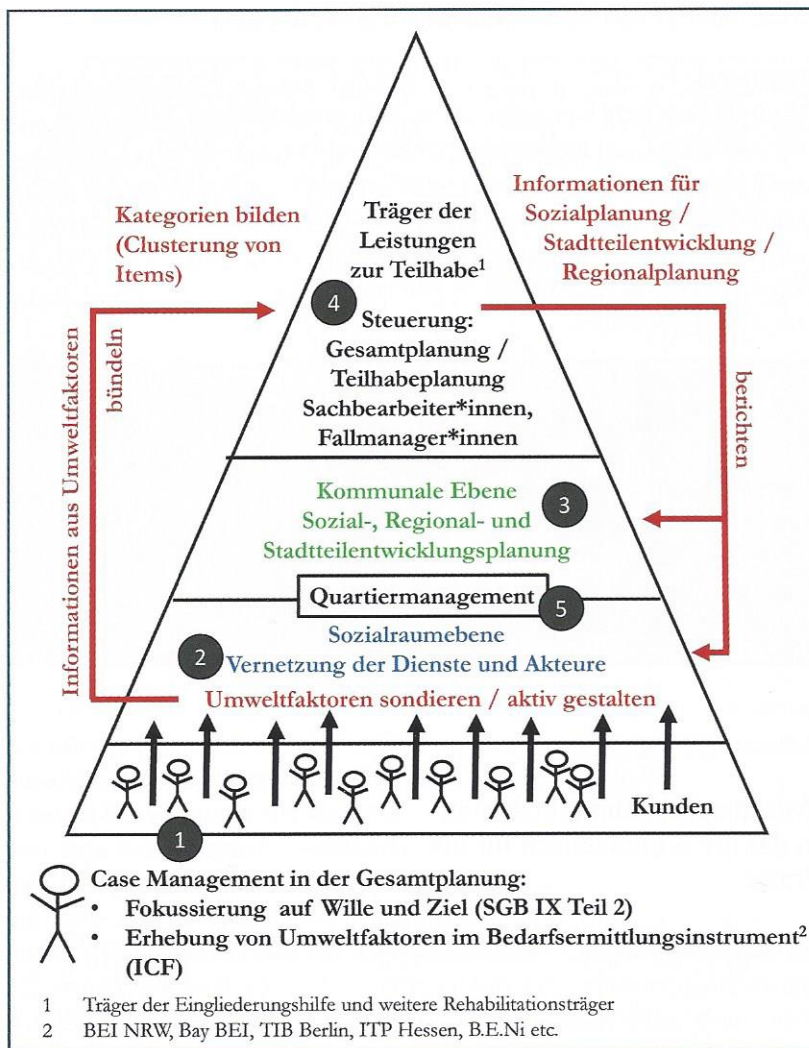 Kategorien bilden
(Clusterung von
Items)
Informationen für
Sozialplanung /
Stadtteilentwicklung /
Regionalplanung
Träger der
Leistungen
zur Teilhabe¹
4
Steuerung:
Gesamtplanung /
Teilhabeplanung
Sachbearbeiter*innen,
Fallmanager*innen
Informationen aus Umweltfaktoren
bündeln
berichten
Kommunale Ebene
3
Sozial-, Regional- und
Stadtteilentwicklungsplanung
Quartiermanagement
5
Sozialraumebene
2
Vernetzung der Dienste und Akteure
Umweltfaktoren sondieren / aktiv gestalten
Kunden
1
Case Management in der Gesamtplanung:
• Fokussierung auf Wille und Ziel (SGB IX Teil 2)
• Erhebung von Umweltfaktoren im Bedarfsermittlungsinstrument²
(ICF)
1 Träger der Eingliederungshilfe und weitere Rehabilitationsträger
2 BEI NRW, Bay BEI, TIB Berlin, ITP Hessen, B.E.Ni etc.